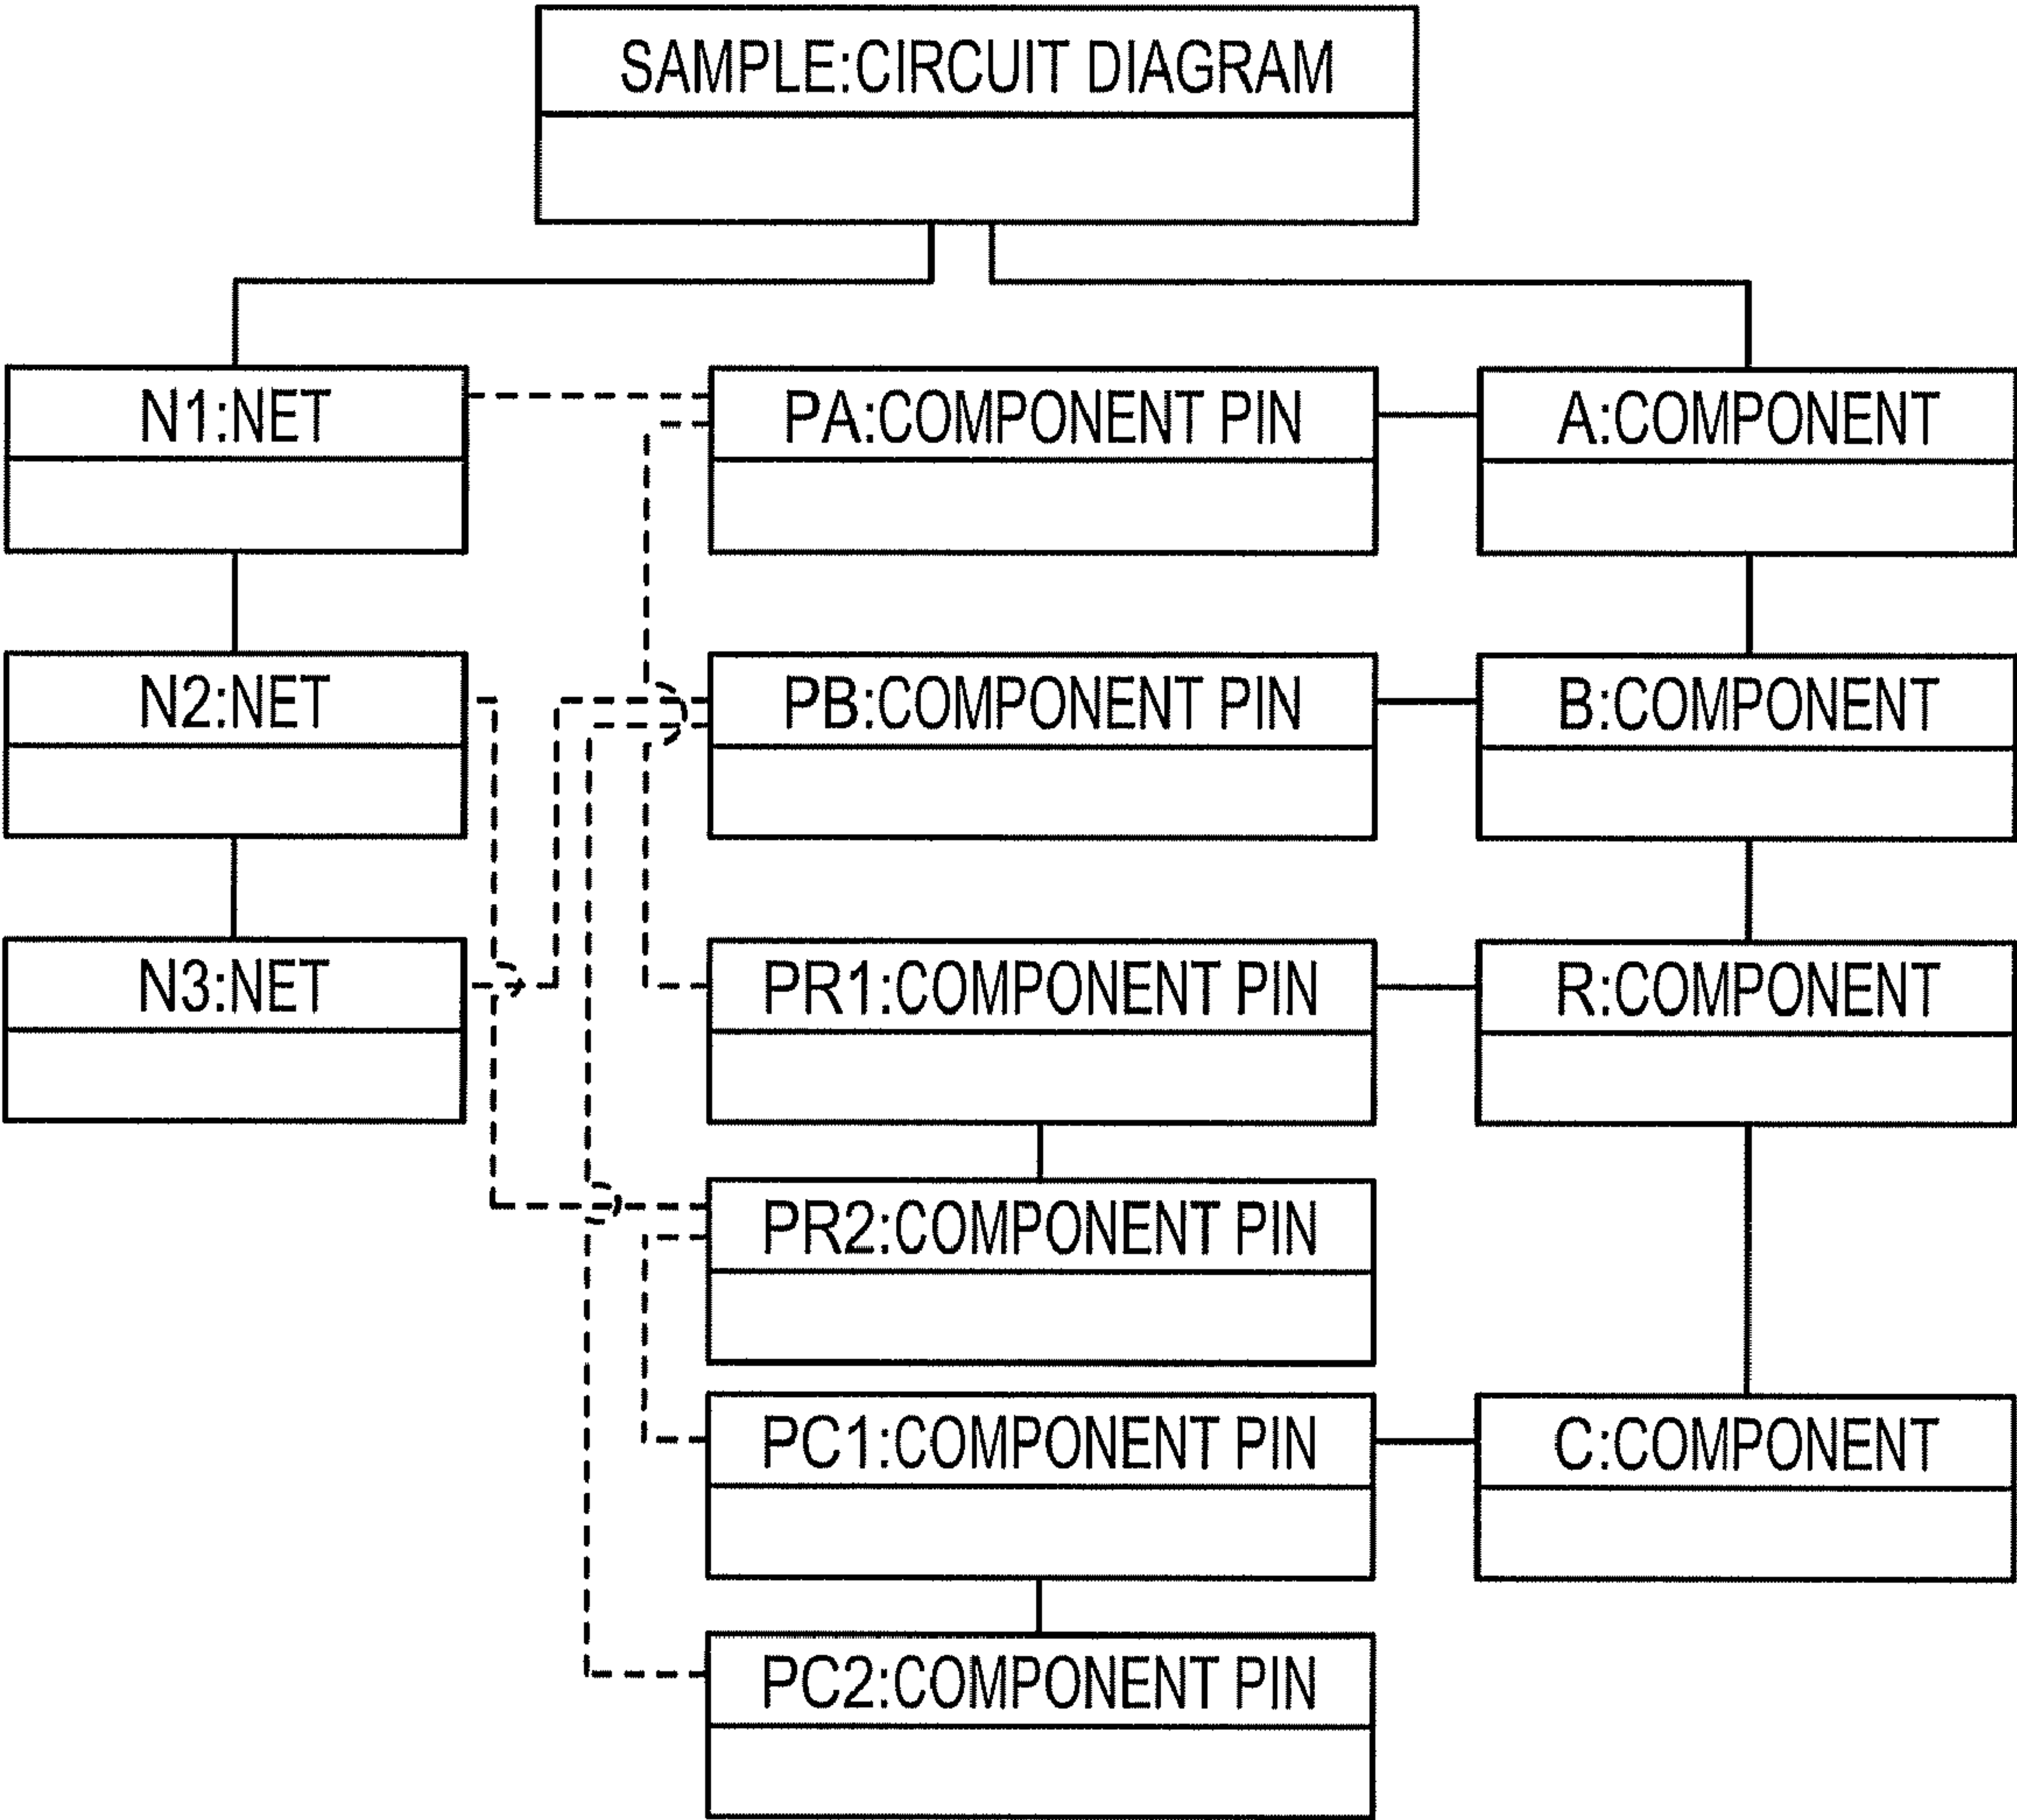 SAMPLE:CIRCUIT DIAGRAM
N1:NET
PA:COMPONENT PIN
A:COMPONENT
N2:NET
PB:COMPONENT PIN
B:COMPONENT
N3:NET
PR1:COMPONENT PIN
R:COMPONENT
PR2:COMPONENT PIN
PC1:COMPONENT PIN
C:COMPONENT
PC2:COMPONENT PIN